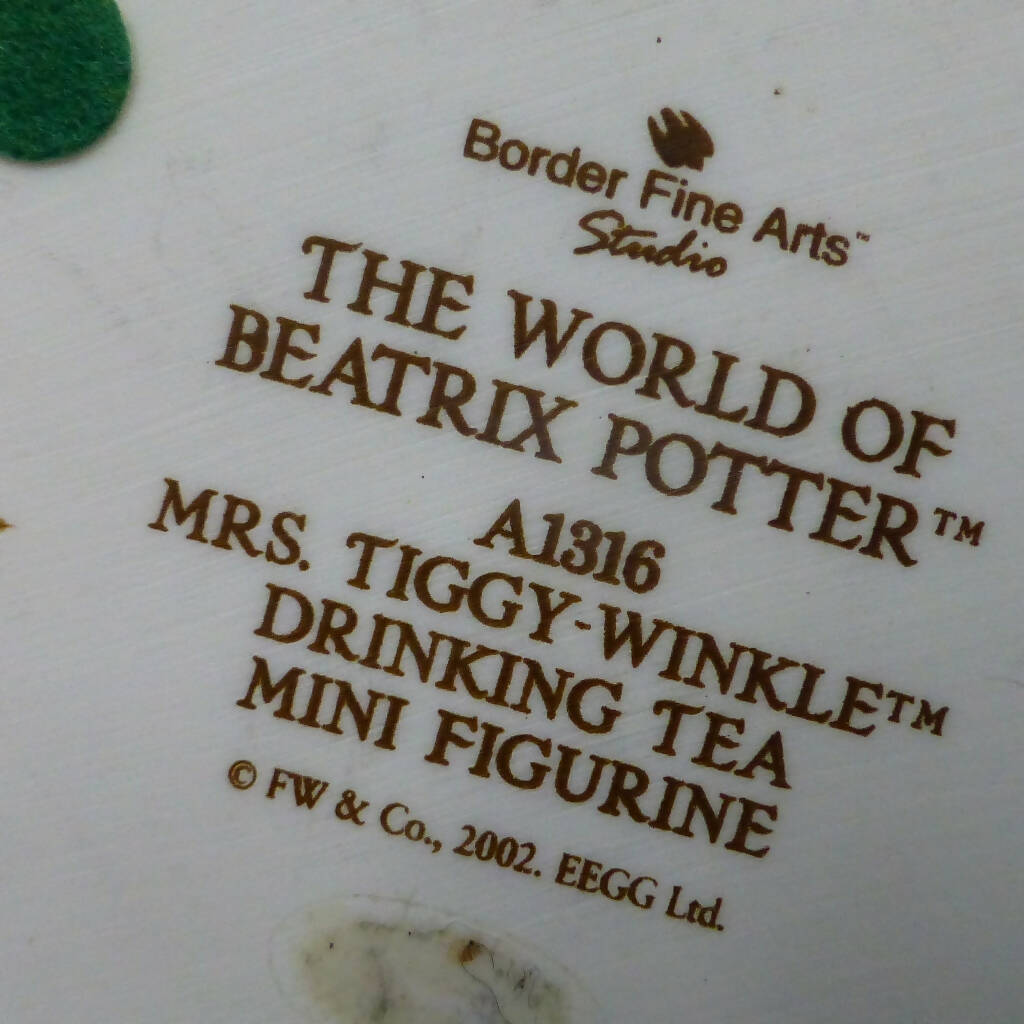 Border Fine Arts™
Studio
THE WORLD OF
BEATRIX POTTER™
A1316
MRS. TIGGY-WINKLE™
DRINKING TEA
MINI FIGURINE
© FW & Co., 2002. EEGG Ltd.